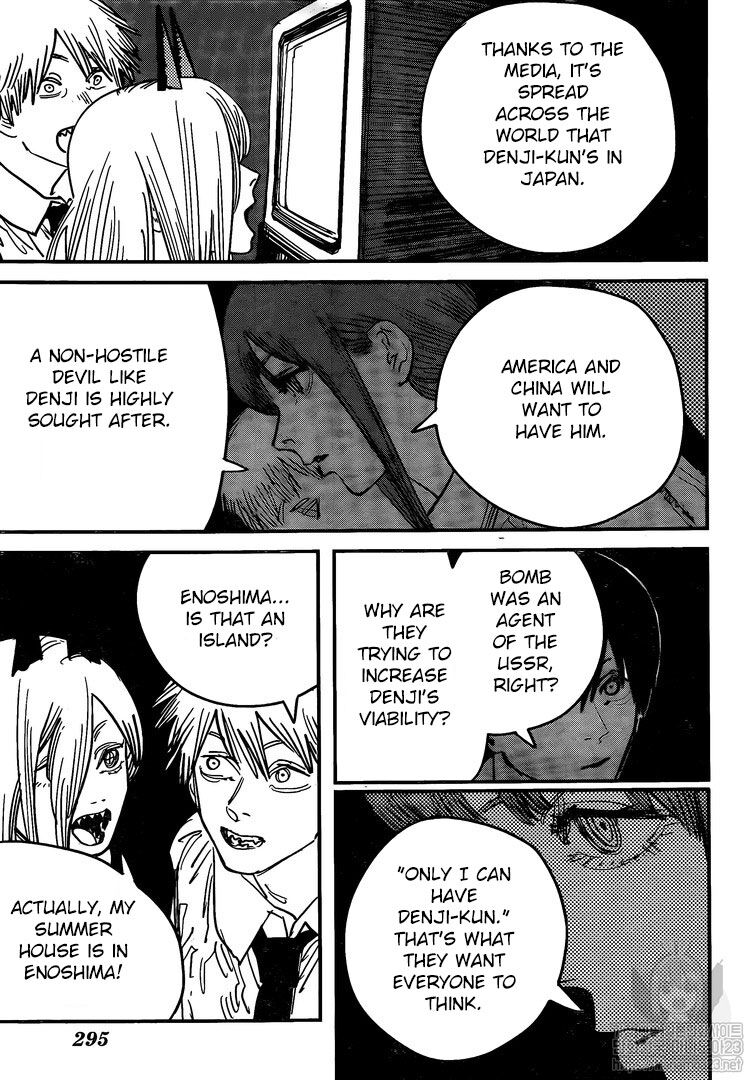 THANKS TO THE
MEDIA, IT'S
SPREAD
ACROSS THE
WORLD THAT
DENJI-KUN'S IN
JAPAN.
AMERICA AND
CHINA WILL
WANT TO
HAVE HIM.
A NON-HOSTILE
DEVIL LIKE
DENJI IS HIGHLY
SOUGHT AFTER.
BOMB
WAS AN
AGENT
OF THE
USSR,
RIGHT?
WHY ARE
THEY
TRYING TO
INCREASE
DENJI'S
VIABILITY?
"ONLY I CAN
HAVE
DENJI-KUN."
THAT'S WHAT
THEY WANT
EVERYONE TO
THINK.
ENOSHIMA...
IS THAT AN
ISLAND?
ACTUALLY, MY
SUMMER
HOUSE IS IN
ENOSHIMA!
295